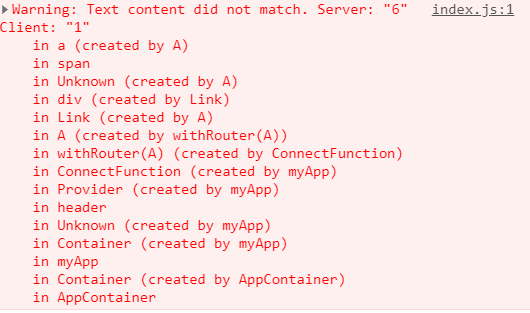 ▶Warning: Text content did not match. Server: "6" index.js:1
Client: "1"
in a (created by A)
in span
in Unknown (created by A)
in div (created by Link)
in Link (created by A)
in A (created by withRouter(A))
in withRouter(A) (created by ConnectFunction)
in ConnectFunction (created by myApp)
in Provider (created by myApp)
in header
in Unknown (created by myApp)
in Container (created by myApp)
in myApp
in Container (created by AppContainer)
in AppContainer